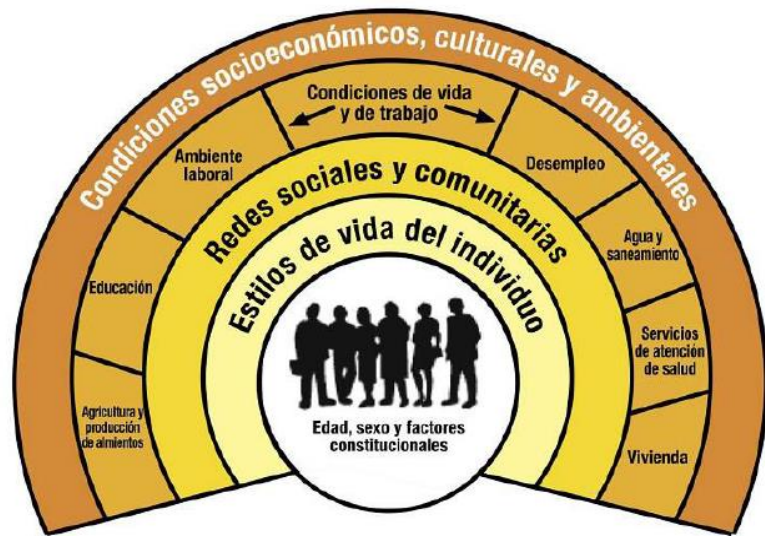 Condiciones socioeconómicos, culturales y ambientales
Condiciones de vida
y de trabajo
Ambiente
laboral
Desempleo
Educación
Agua y
saneamiento
Agricultura y
producción
de almientos
Servicios
de atención
de salud
Vivienda
Redes sociales y comunitarias
Estilos de vida del individuo
Edad, sexo y factores
constitucionales